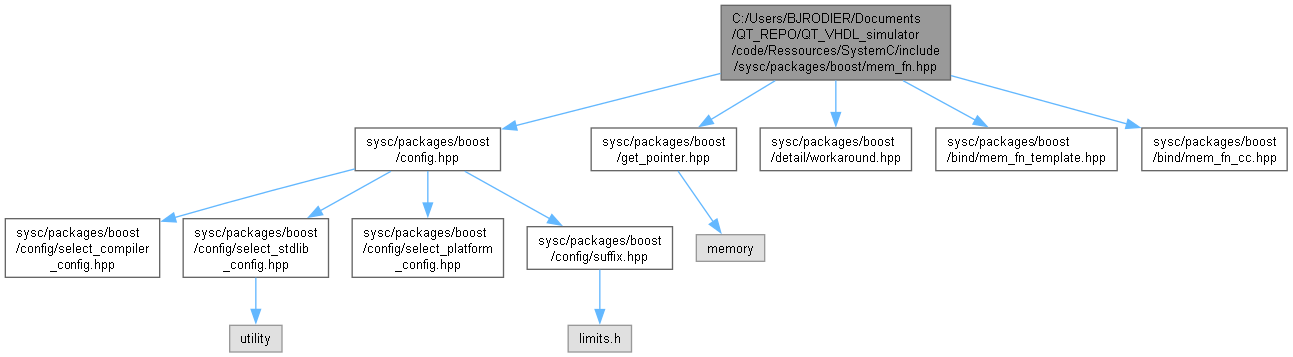 C:/Users/BJRODIER/Documents
/QT_REPO/QT_VHDL_simulator
/code/Ressources/SystemC/include
/sysc/packages/boost/mem_fn.hpp
sysc/packages/boost
/config.hpp
sysc/packages/boost
/get_pointer.hpp
sysc/packages/boost
/detail/workaround.hpp
sysc/packages/boost
/bind/mem_fn_template.hpp
sysc/packages/boost
/bind/mem_fn_cc.hpp
sysc/packages/boost
/config/select_compiler
_config.hpp
sysc/packages/boost
/config/select_stdlib
_config.hpp
sysc/packages/boost
/config/select_platform
_config.hpp
sysc/packages/boost
/config/suffix.hpp
memory
utility
limits.h